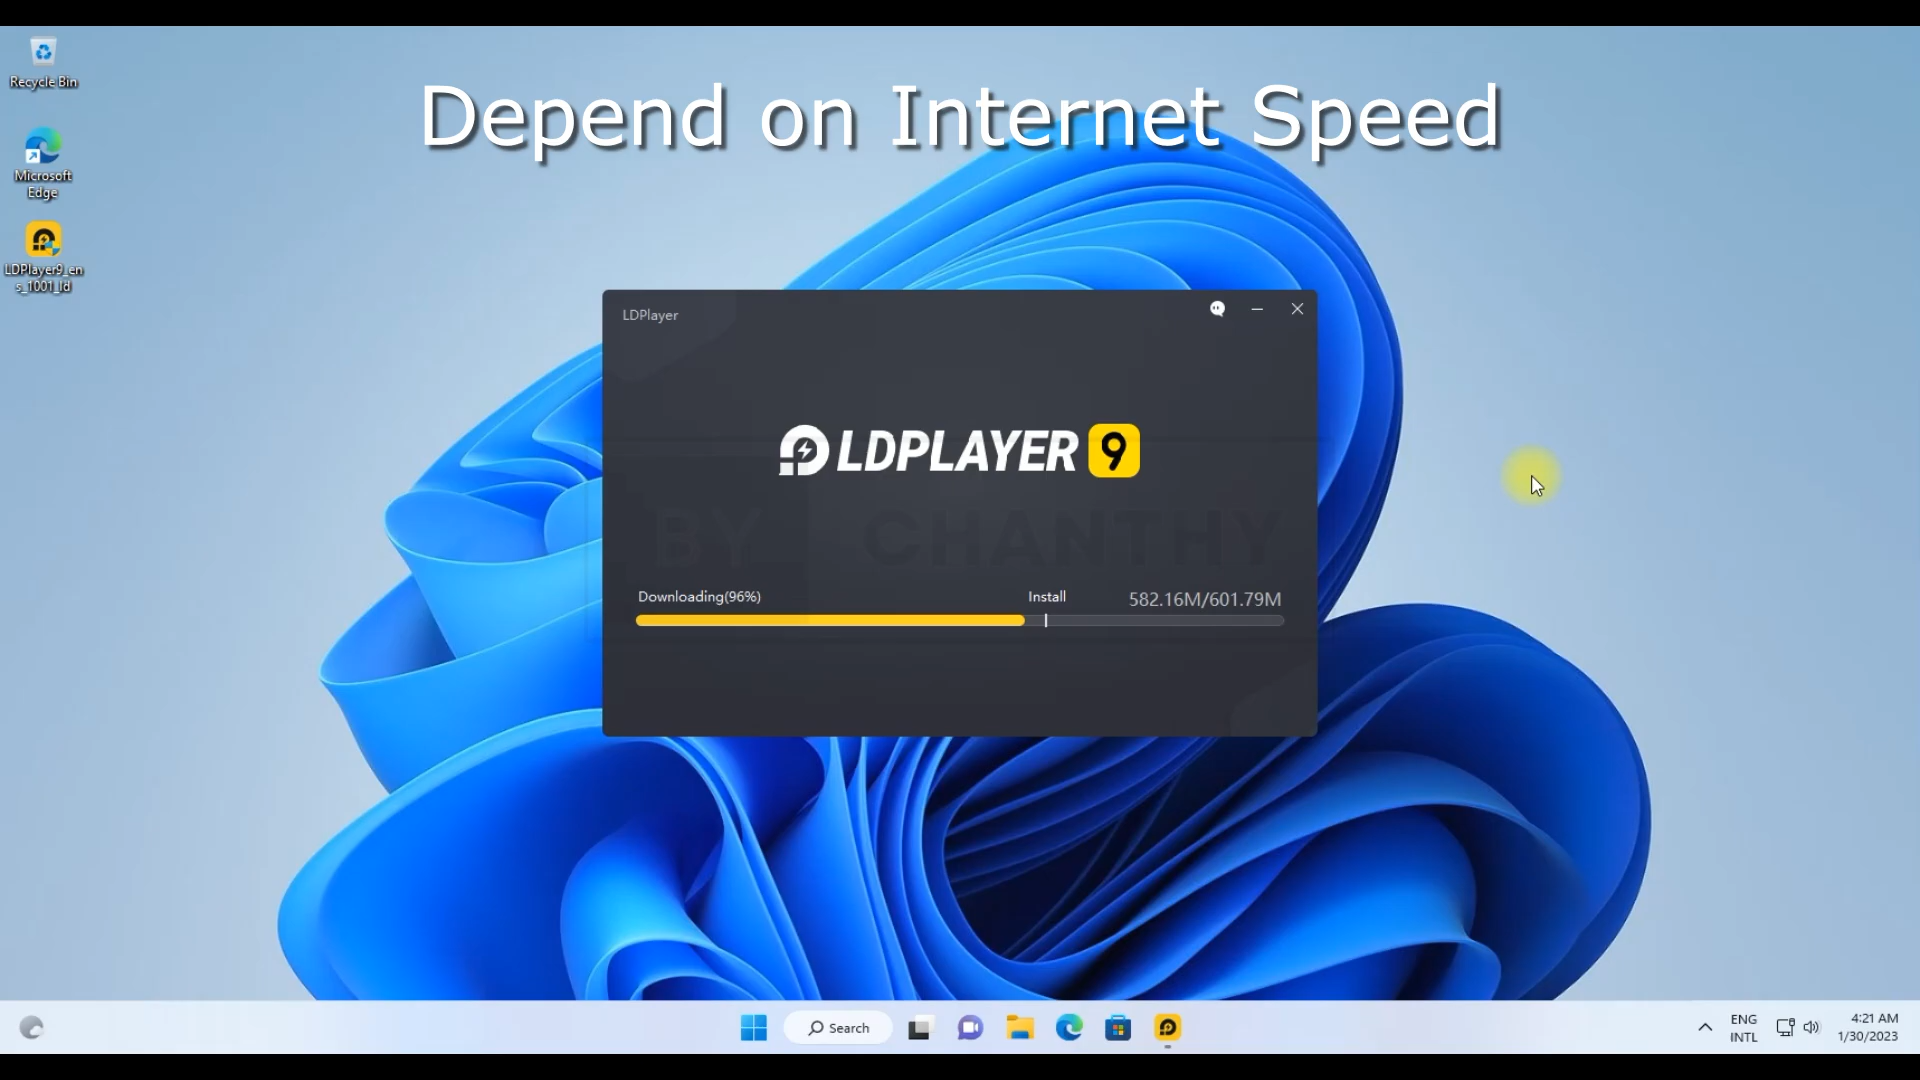 Recycle Bin
Microsoft
Edge
LDPlayer9_en
s_1001_ld
Depend on Internet Speed
LDPlayer
LDPLAYER 9
BY CHANTHY
Downloading(96%)
Install
582.16M/601.79M
Search
ENG
INTL
4:21 AM
1/30/2023